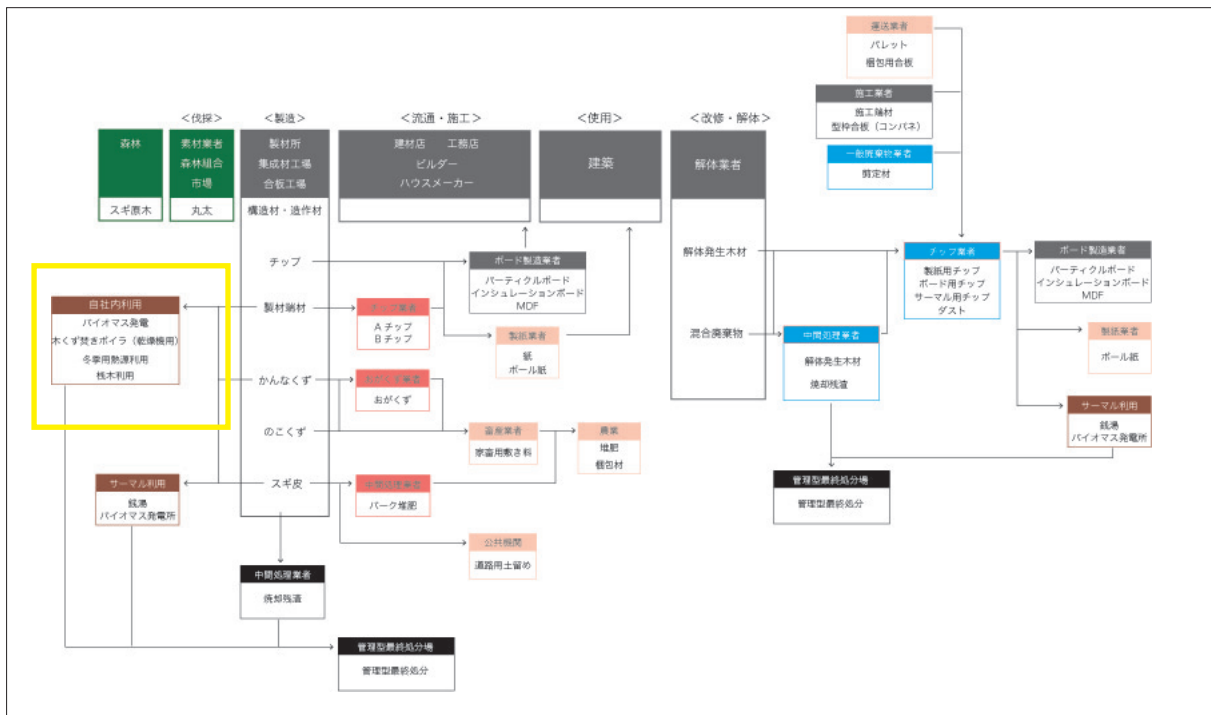 運送業者
パレット
梱包用合板
施工業者
施工端材
型枠合板（コンパネ）
一般廃棄物業者
剪定材
＜伐採＞
＜製造＞
＜流通・施工＞
＜使用＞
＜改修・解体＞
森林
スギ原木
素材業者
森林組合
市場
丸太
製材所
集成材工場
合板工場
構造材・造作材
建材店　工務店
ビルダー
ハウスメーカー
建築
解体業者
チップ
製材端材
かんなくず
のこくず
スギ皮
自社内利用
バイオマス発電
木くず焚きボイラ（乾燥機用）
冬季用熱源利用
桟木利用
サーマル利用
銭湯
バイオマス発電所
チップ業者
Aチップ
Bチップ
おがくず業者
おがくず
中間処理業者
バーク堆肥
ボード製造業者
パーティクルボード
インシュレーションボード
MDF
製紙業者
紙
ボール紙
畜産業者
家畜用敷き料
農業
堆肥
梱包材
公共機関
道路用土留め
中間処理業者
焼却残渣
管理型最終処分場
管理型最終処分
解体発生木材
混合廃棄物
中間処理業者
解体発生木材
焼却残渣
チップ業者
製紙用チップ
ボード用チップ
サーマル用チップ
ダスト
ボード製造業者
パーティクルボード
インシュレーションボード
MDF
製紙業者
ボール紙
サーマル利用
銭湯
バイオマス発電所
管理型最終処分場
管理型最終処分